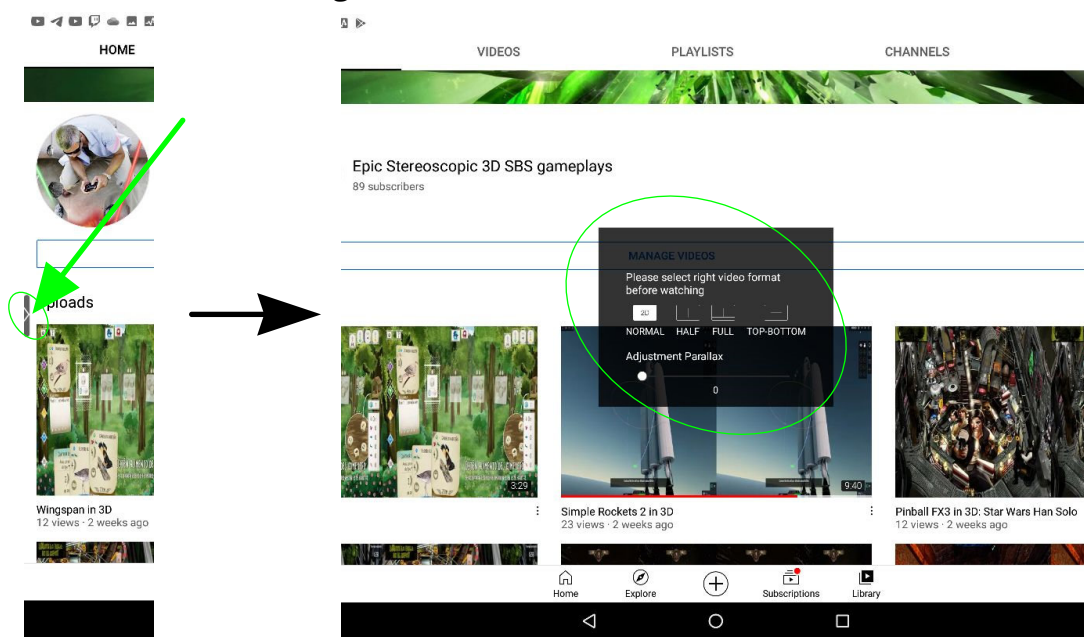 HOME
Uploads
Wingspan in 3D
12 views · 2 weeks ago
VIDEOS
PLAYLISTS
CHANNELS
Epic Stereoscopic 3D SBS gameplays
89 subscribers
MANAGE VIDEOS
Please select right video format
before watching
2D
NORMAL HALF FULL TOP-BOTTOM
Adjustment Parallax
0
3:29
9:40
Simple Rockets 2 in 3D
23 views · 2 weeks ago
Pinball FX3 in 3D: Star Wars Han Solo
12 views · 2 weeks ago
Home
Explore
Subscriptions
Library